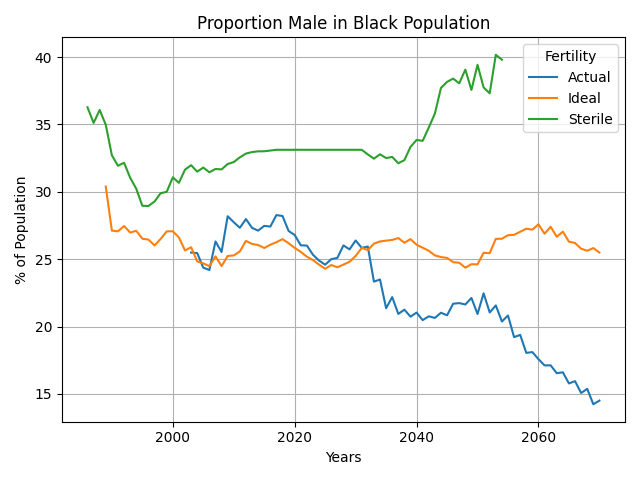 Proportion Male in Black Population
% of Population
40
35
30
25
20
15
Fertility
Actual
Ideal
Sterile
2000
2020
2040
2060
Years